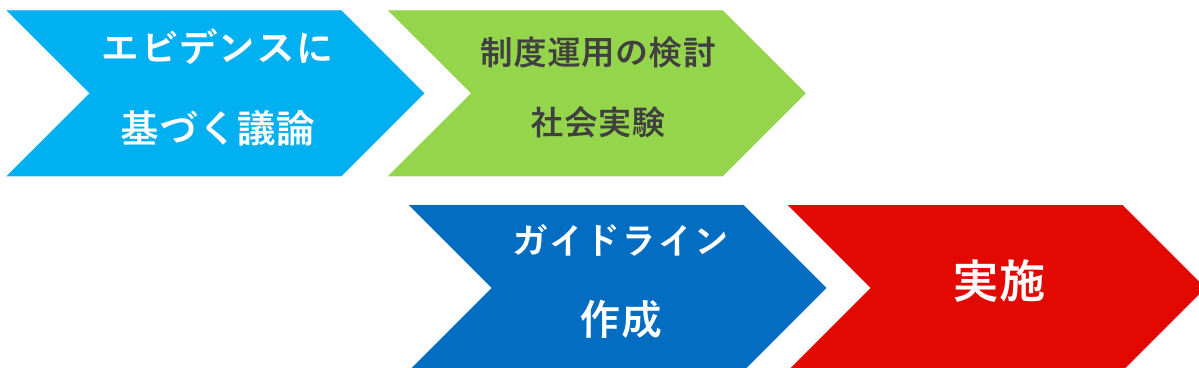 エビデンスに
基づく議論
制度運用の検討
社会実験
ガイドライン
作成
実施